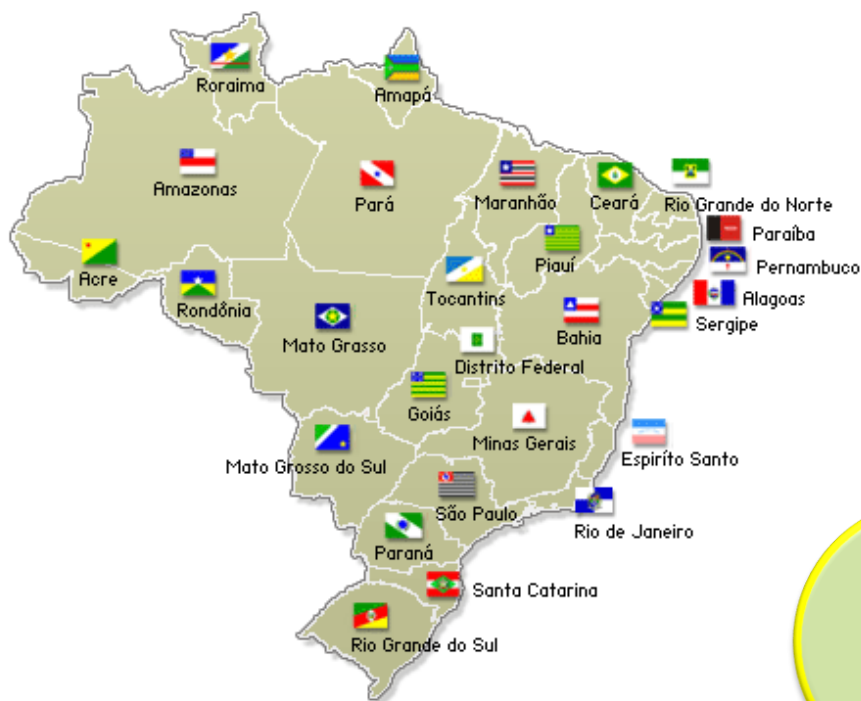 Roraima
Amapá
Amazonas
Pará
Maranhão
Ceará
Rio Grande do Norte
Paraíba
Piauí
Pernambuco
Acre
Rondônia
Tocantins
Alagoas
Sergipe
Mato Grasso
Bahia
Distrito Federal
Goiás
Minas Gerais
Espiríto Santo
Mato Grosso do Sul
São Paulo
Rio de Janeiro
Paraná
Santa Catarina
Rio Grande do Sul